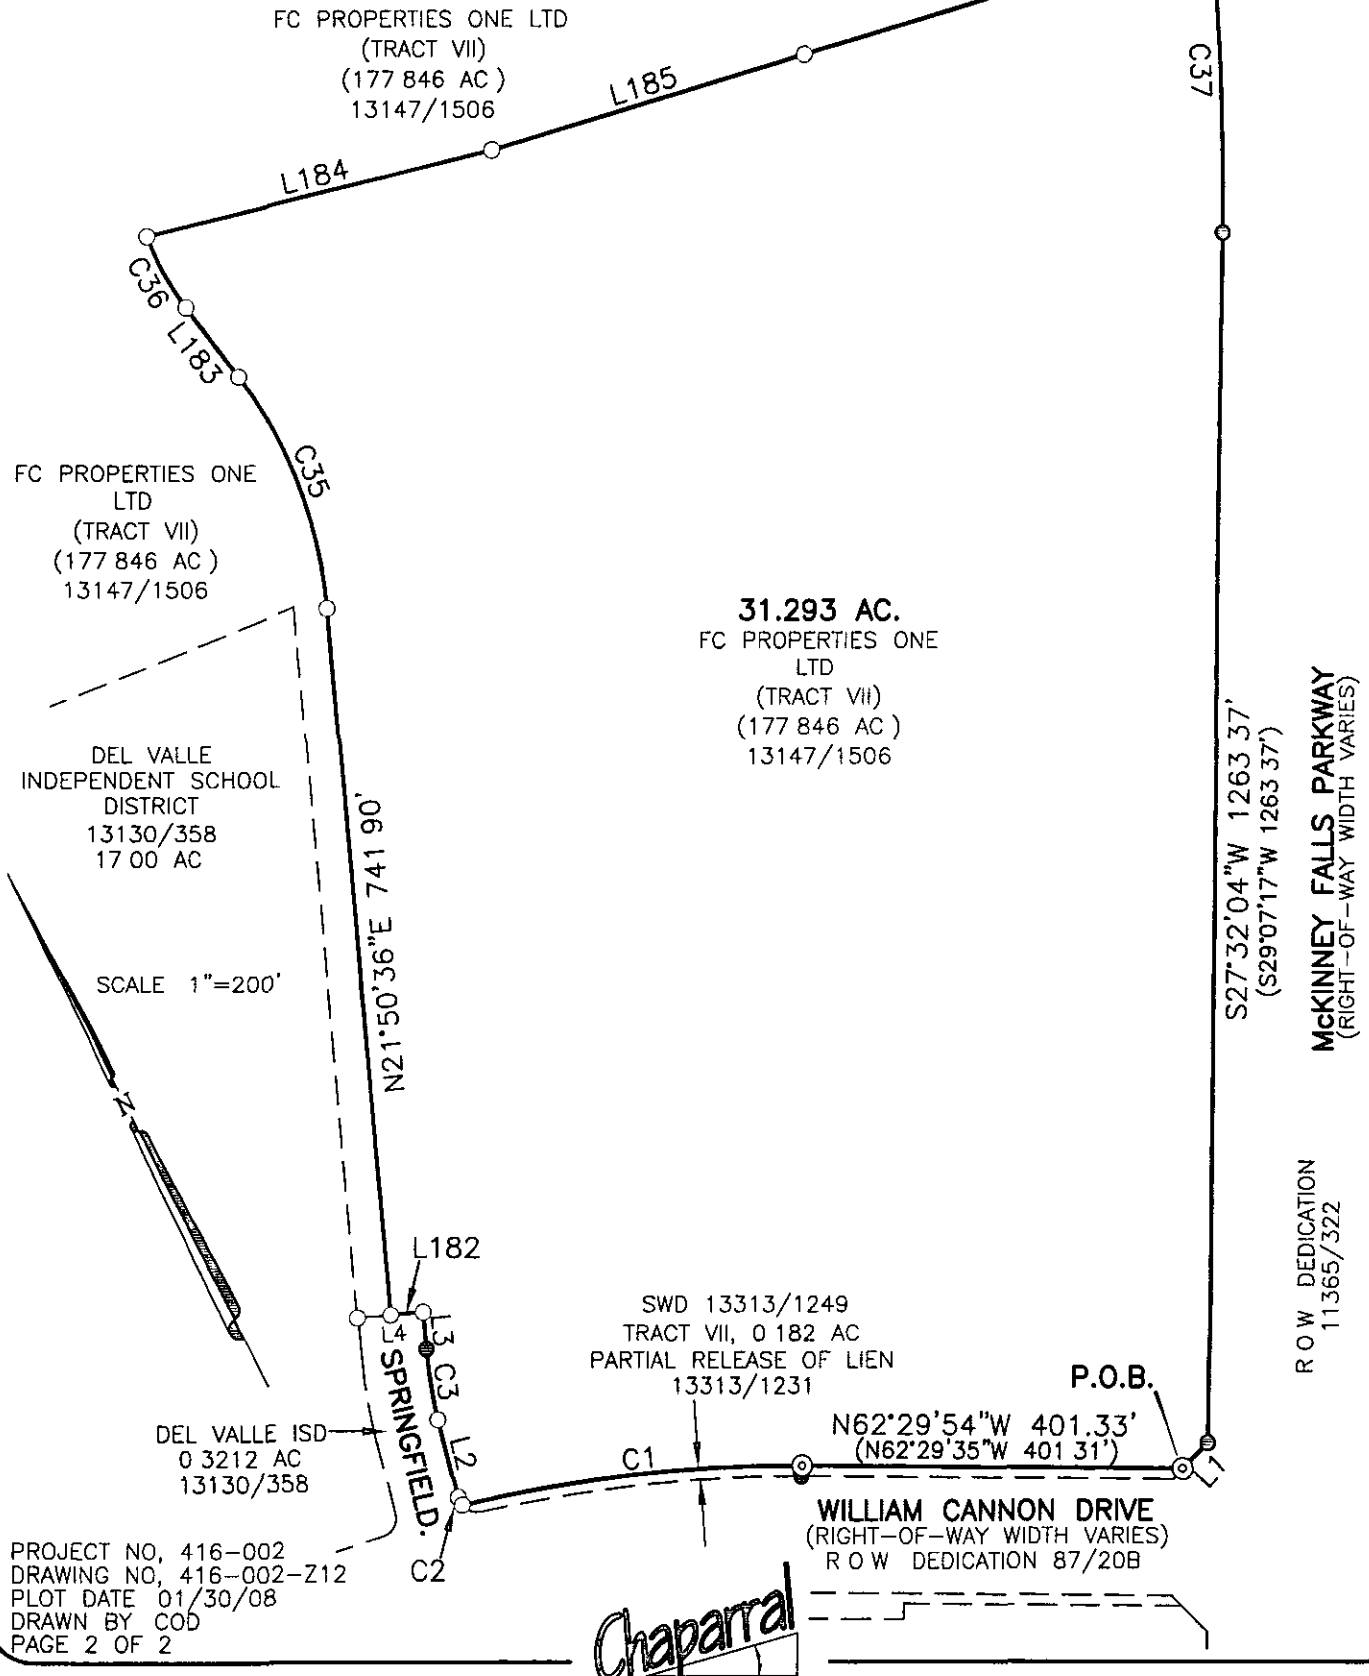 FC PROPERTIES ONE LTD
(TRACT VII)
(177 846 AC )
13147/1506
L185
C37
L184
C36
L183
C35
FC PROPERTIES ONE
LTD
(TRACT VII)
(177 846 AC )
13147/1506
31.293 AC.
FC PROPERTIES ONE
LTD
(TRACT VII)
(177 846 AC )
13147/1506
DEL VALLE
INDEPENDENT SCHOOL
DISTRICT
13130/358
17 00 AC
S27°32'04"W 1263 37'
(S29°07'17"W 1263 37')
McKINNEY FALLS PARKWAY
(RIGHT-OF-WAY WIDTH VARIES)
N21°50'36"E 741 90'
SCALE 1"=200'
N
R O W DEDICATION
11365/322
L182
L4
L3
C3
L2
SPRINGFIELD.
SWD 13313/1249
TRACT VII, 0 182 AC
PARTIAL RELEASE OF LIEN
13313/1231
P.O.B.
N62°29'54"W 401.33'
(N62°29'35"W 401 31')
L1
C1
DEL VALLE ISD
0 3212 AC
13130/358
WILLIAM CANNON DRIVE
(RIGHT-OF-WAY WIDTH VARIES)
R O W DEDICATION 87/20B
C2
PROJECT NO, 416-002
DRAWING NO, 416-002-Z12
PLOT DATE 01/30/08
DRAWN BY COD
PAGE 2 OF 2
Chaparral